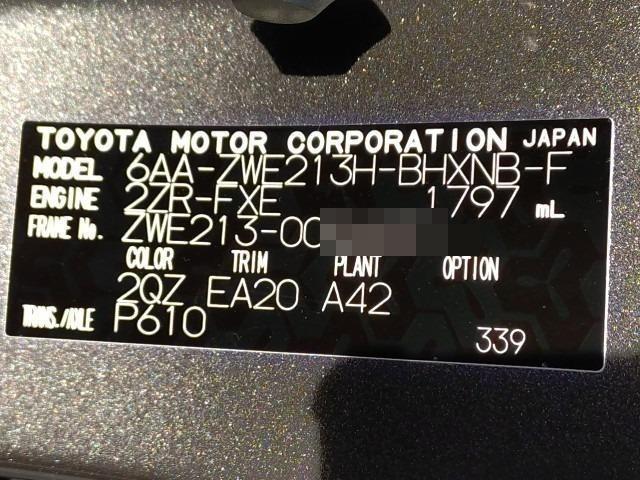 TOYOTA MOTOR CORPORATION JAPAN
MODEL 6AA-ZWE213H-BHXNB-F
ENGINE 2ZR-FXE 1797 mL
FRAME No. ZWE213-00
COLOR TRIM PLANT OPTION
2QZ EA20 A42
TRANS./AXLE P610
339